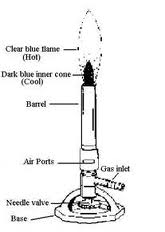 Clear blue flame
(Hot)
Dark blue inner cone
(Cool)
Barrel
Air Ports
Gas inlet
Needle valve
Base